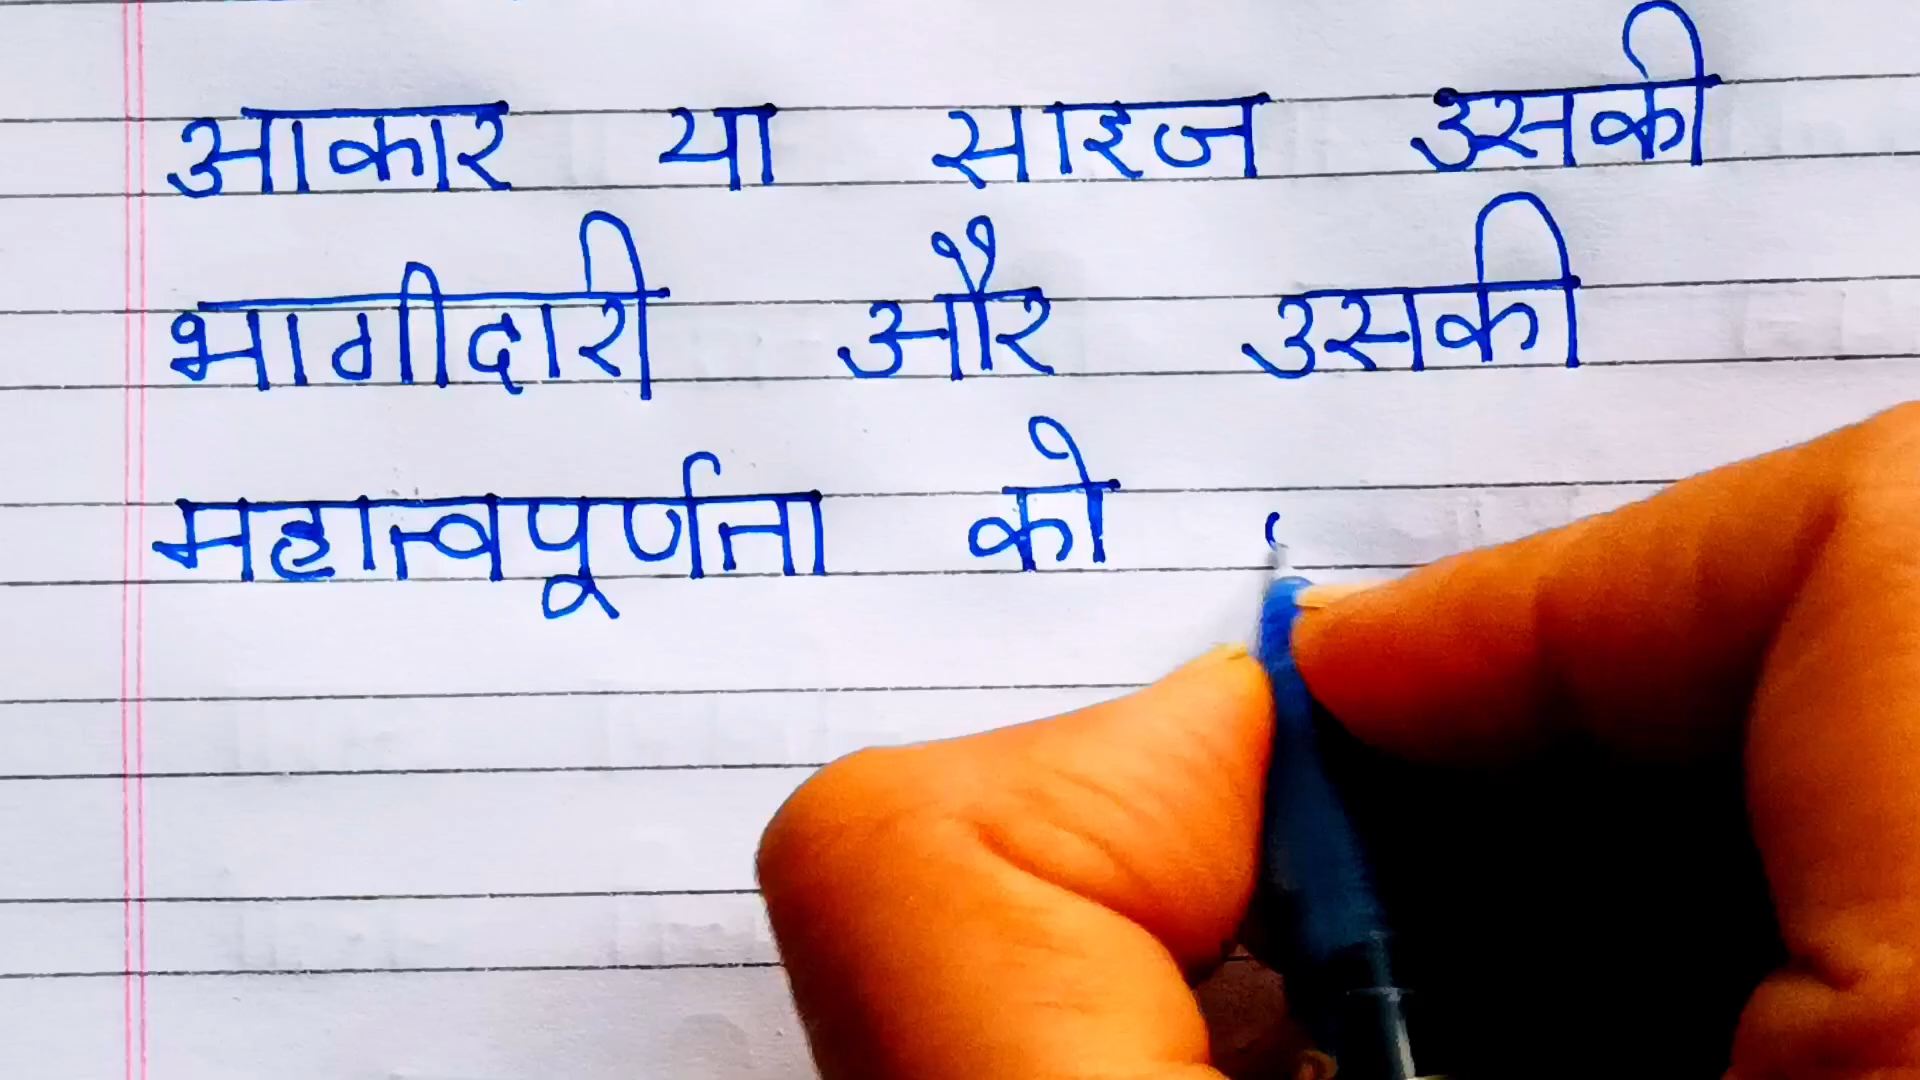 आकार या साइज उसकी
भागीदारी और उसकी
महात्वपूर्णता को